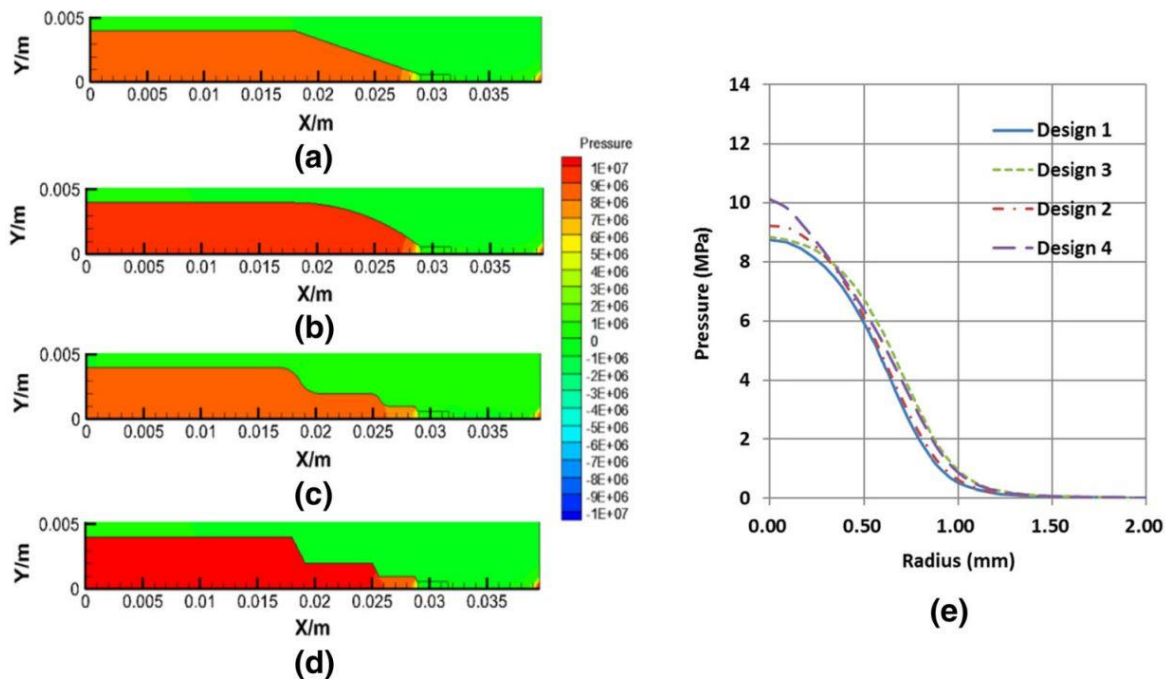 0.005
Y/m
0
0 0.005 0.01 0.015 0.02 0.025 0.03 0.035
X/m
(a)
0.005
Y/m
0
0 0.005 0.01 0.015 0.02 0.025 0.03 0.035
X/m
(b)
0.005
Y/m
0
0 0.005 0.01 0.015 0.02 0.025 0.03 0.035
X/m
(c)
0.005
Y/m
0
0 0.005 0.01 0.015 0.02 0.025 0.03 0.035
X/m
(d)
Pressure
1E+07
9E+06
8E+06
7E+06
6E+06
5E+06
4E+06
3E+06
2E+06
1E+06
0
-1E+06
-2E+06
-3E+06
-4E+06
-5E+06
-6E+06
-7E+06
-8E+06
-9E+06
-1E+07
Pressure (MPa)
14
12
10
8
6
4
2
0
0.00 0.50 1.00 1.50 2.00
Radius (mm)
Design 1
Design 3
Design 2
Design 4
(e)